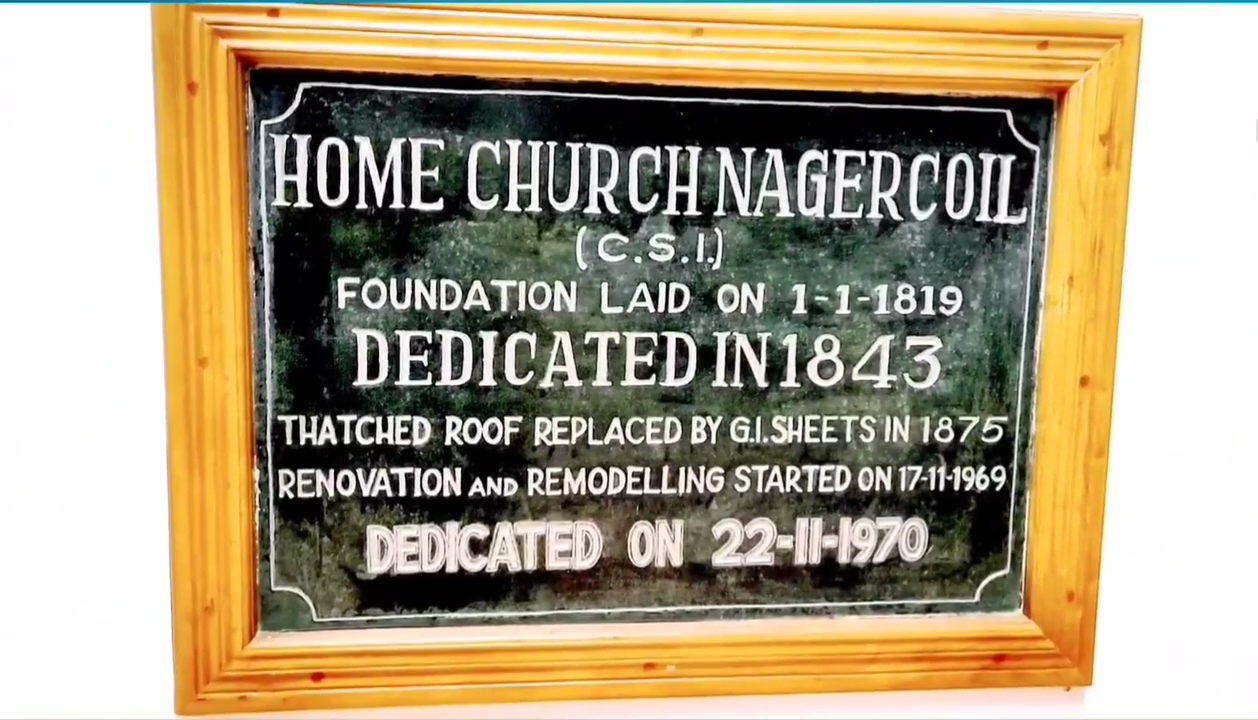 HOME CHURCH NAGERCOIL
(C.S.I.)
FOUNDATION LAID ON 1-1-1819
DEDICATED IN 1843
THATCHED ROOF REPLACED BY G.I.SHEETS IN 1875
RENOVATION AND REMODELLING STARTED ON 17-11-1969
DEDICATED ON 22-11-1970